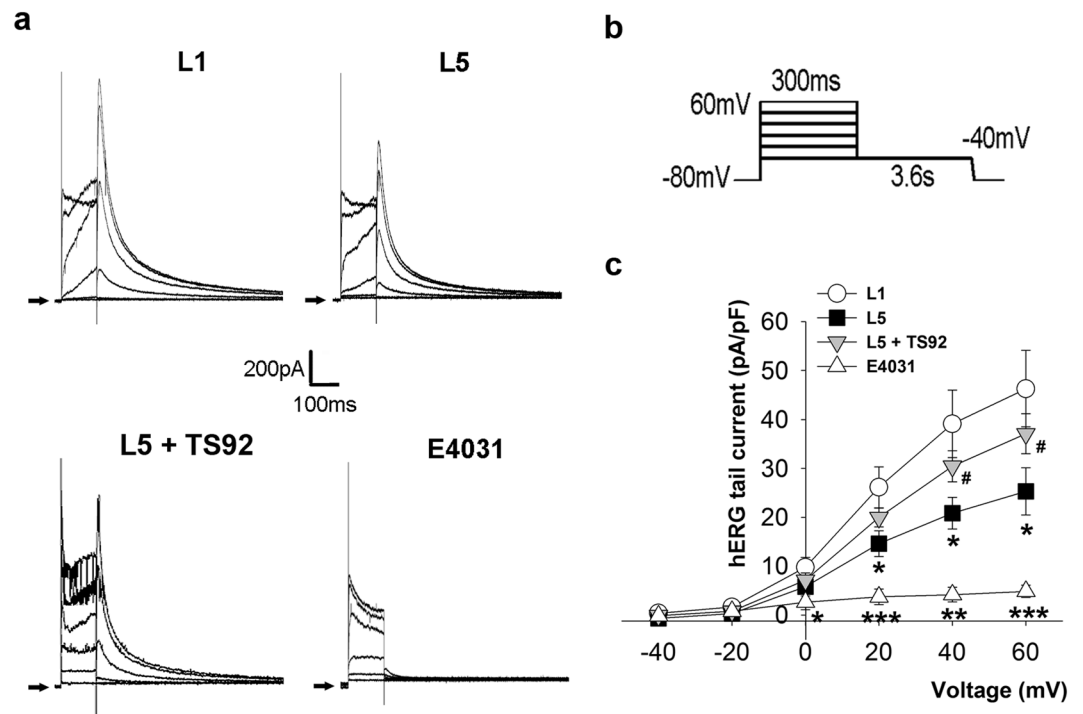 a
L1
L5
200pA
100ms
L5 + TS92
E4031
b
300ms
60mV
-40mV
-80mV
3.6s
c
L1
L5
L5 + TS92
E4031
hERG tail current (pA/pF)
60
50
40
30
20
10
0
#
#
*
*
*
* *** ** ***
-40 -20 0 20 40 60
Voltage (mV)